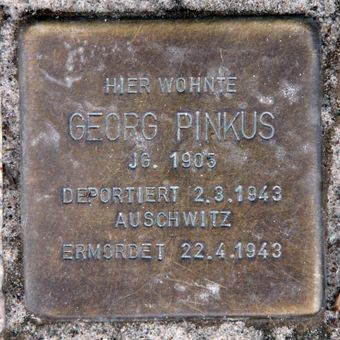 HIER WOHNTE
GEORG PINKUS
JG. 1903
DEPORTIERT 2.3.1943
AUSCHWITZ
ERMORDET 22.4.1943